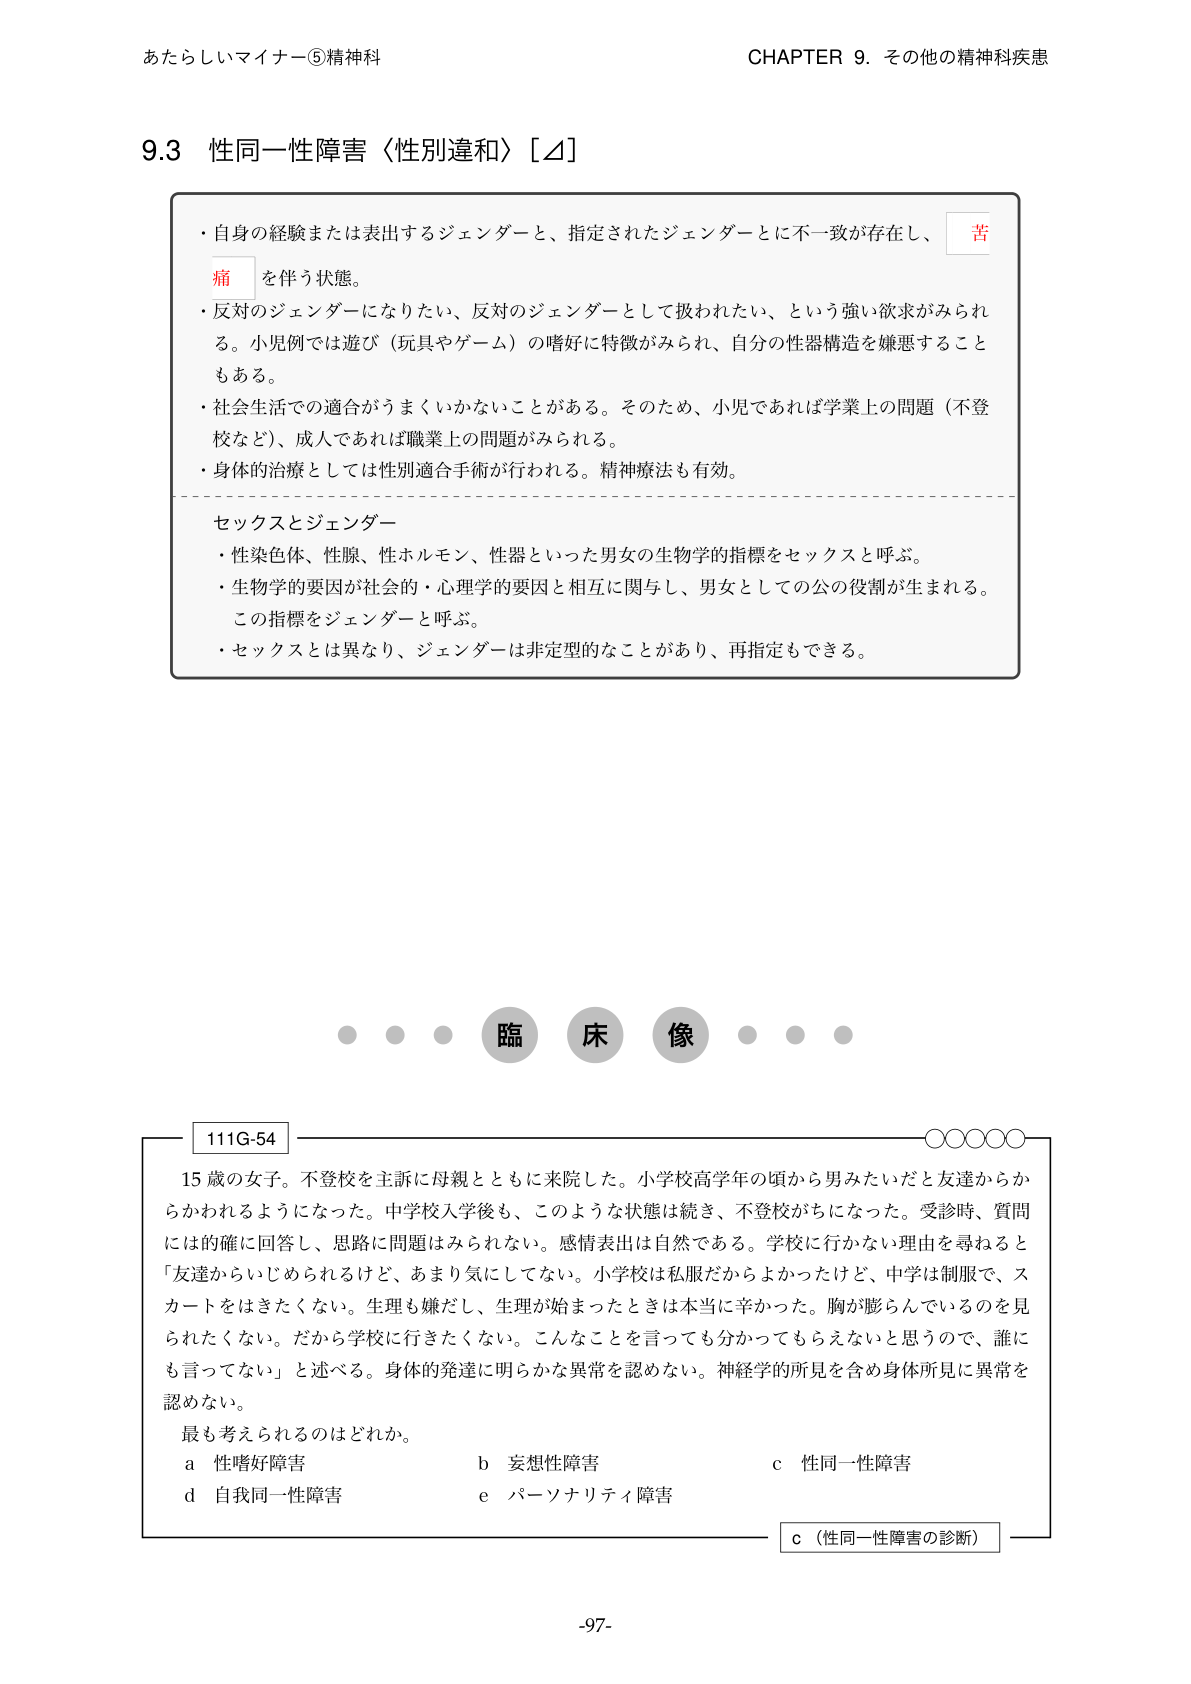 あたらしいマイナー⑤精神科　CHAPTER 9. その他の精神科疾患
9.3　性同一性障害〈性別違和〉[⊿]
・自身の経験または表出するジェンダーと、指定されたジェンダーとに不一致が存在し、 苦
痛 を伴う状態。
・反対のジェンダーになりたい、反対のジェンダーとして扱われたい、という強い欲求がみられ
る。小児例では遊び（玩具やゲーム）の嗜好に特徴がみられ、自分の性器構造を嫌悪すること
もある。
・社会生活での適合がうまくいかないことがある。そのため、小児であれば学業上の問題（不登
校など）、成人であれば職業上の問題がみられる。
・身体的治療としては性別適合手術が行われる。精神療法も有効。
セックスとジェンダー
・性染色体、性腺、性ホルモン、性器といった男女の生物学的指標をセックスと呼ぶ。
・生物学的要因が社会的・心理学的要因と相互に関与し、男女としての公の役割が生まれる。
この指標をジェンダーと呼ぶ。
・セックスとは異なり、ジェンダーは非定型的なことがあり、再指定もできる。
臨床像
111G-54　○○○○○
15 歳の女子。不登校を主訴に母親とともに来院した。小学校高学年の頃から男みたいだと友達からか
らかわれるようになった。中学校入学後も、このような状態は続き、不登校がちになった。受診時、質問
には的確に回答し、思路に問題はみられない。感情表出は自然である。学校に行かない理由を尋ねると
「友達からいじめられるけど、あまり気にしてない。小学校は私服だからよかったけど、中学は制服で、ス
カートをはきたくない。生理も嫌だし、生理が始まったときは本当に辛かった。胸が膨らんでいるのを見
られたくない。だから学校に行きたくない。こんなことを言っても分かってもらえないと思うので、誰に
も言ってない」と述べる。身体的発達に明らかな異常を認めない。神経学的所見を含め身体所見に異常を
認めない。
最も考えられるのはどれか。
a　性嗜好障害　b　妄想性障害　c　性同一性障害
d　自我同一性障害　e　パーソナリティ障害
c （性同一性障害の診断）
-97-